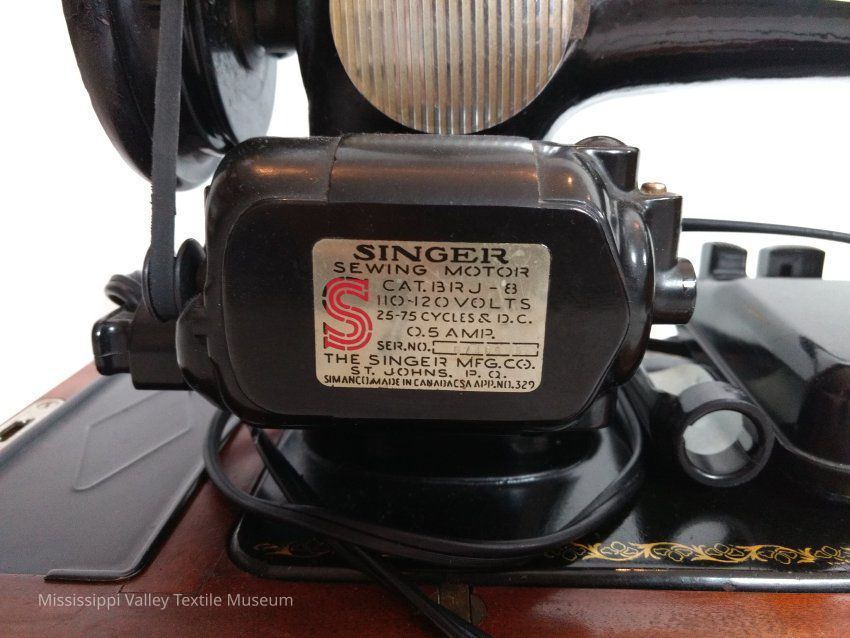 SINGER
SEWING MOTOR
S
CAT. BRJ-8
110-120 VOLTS
25-75 CYCLES & D.C.
0.5 AMP.
SER.NO.
THE SINGER MFG.CO.
ST. JOHNS, P. Q.
SIMANCO.MADE IN CANADA CSA APP.NO.329
Mississippi Valley Textile Museum